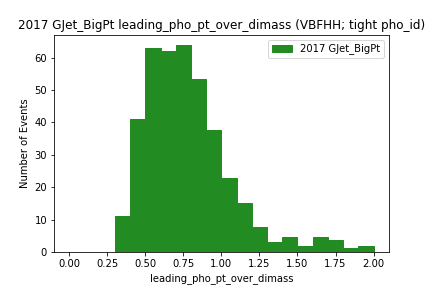 2017 GJet_BigPt leading_pho_pt_over_dimass (VBFHH; tight pho_id)
2017 GJet_BigPt
Number of Events
60
50
40
30
20
10
0
0.00 0.25 0.50 0.75 1.00 1.25 1.50 1.75 2.00
leading_pho_pt_over_dimass